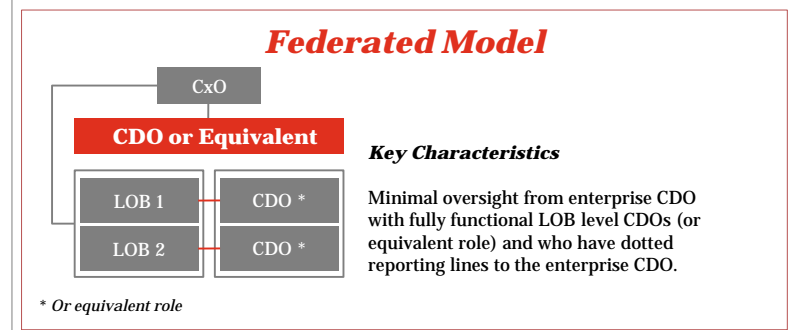 Federated Model
CxO
CDO or Equivalent
LOB 1
CDO *
LOB 2
CDO *
Key Characteristics
Minimal oversight from enterprise CDO
with fully functional LOB level CDOs (or
equivalent role) and who have dotted
reporting lines to the enterprise CDO.
* Or equivalent role